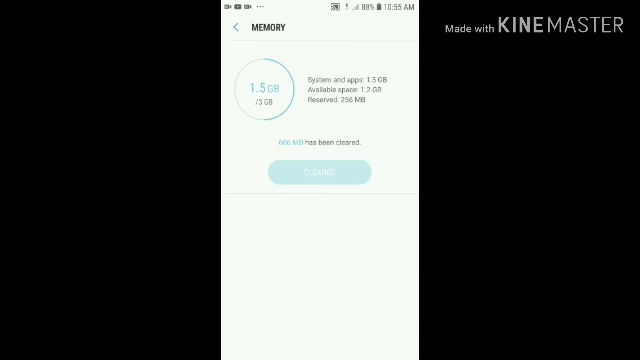 88% 10:55 AM
Made with KINEMASTER
MEMORY
1.5 GB
/3 GB
System and apps: 1.5 GB
Available space: 1.2 GB
Reserved: 256 MB
606 MB has been cleared.
CLEANED